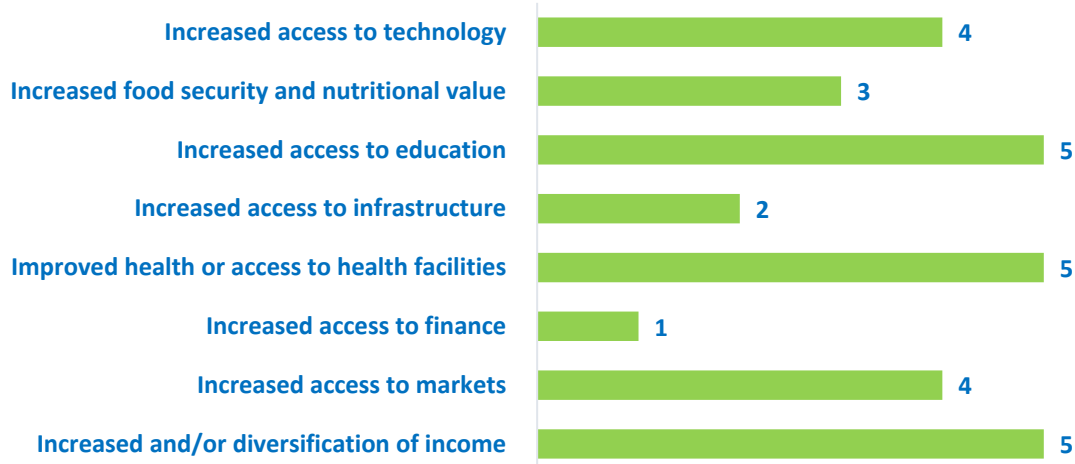 Increased access to technology 4
Increased food security and nutritional value 3
Increased access to education 5
Increased access to infrastructure 2
Improved health or access to health facilities 5
Increased access to finance 1
Increased access to markets 4
Increased and/or diversification of income 5